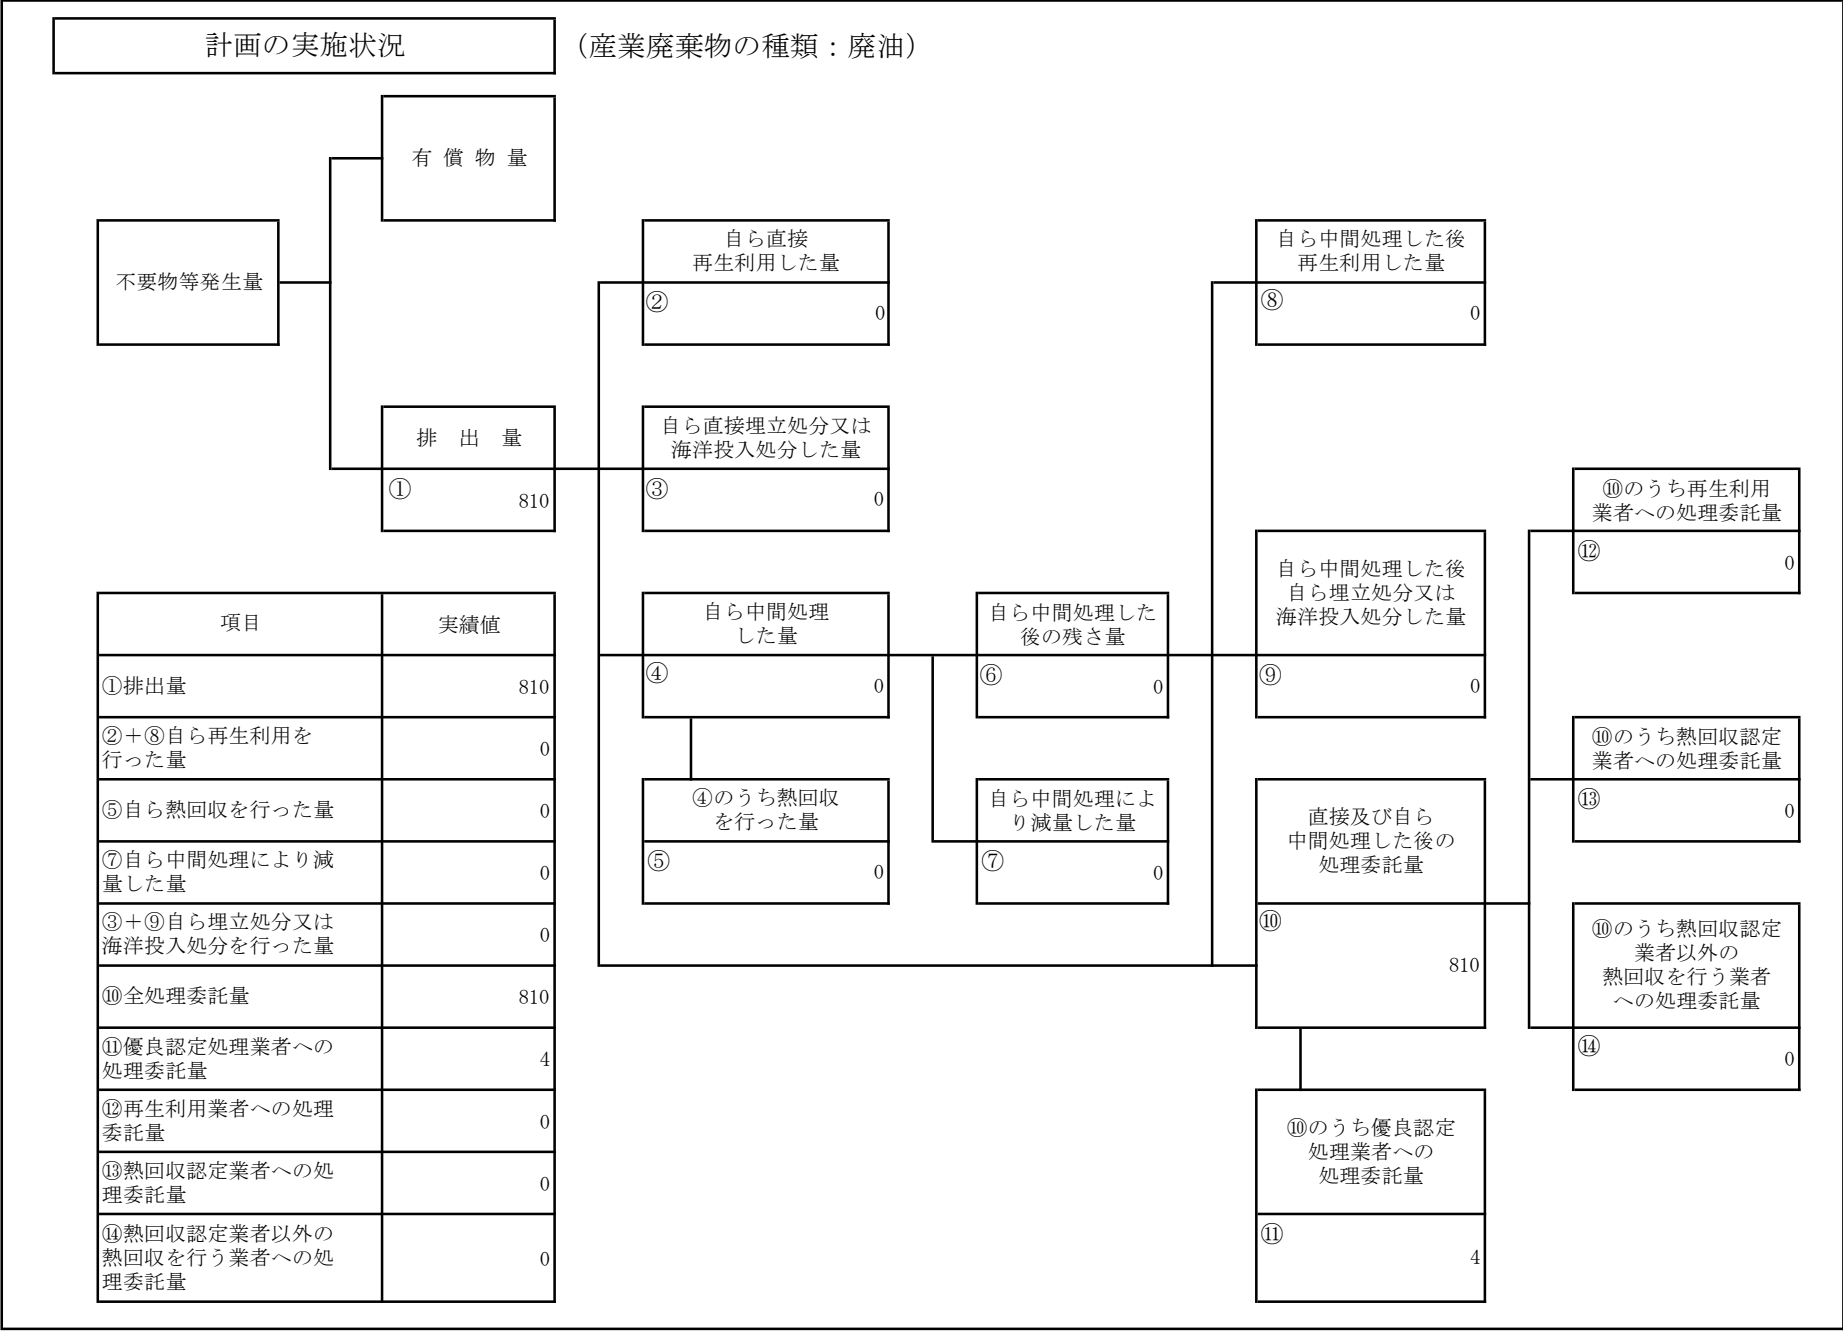 計画の実施状況
（産業廃棄物の種類：廃油）
有 償 物 量
不要物等発生量
排 出 量
①
810
自ら直接
再生利用した量
②
0
自ら直接埋立処分又は
海洋投入処分した量
③
0
自ら中間処理
した量
④
0
④のうち熱回収
を行った量
⑤
0
自ら中間処理した
後の残さ量
⑥
0
自ら中間処理によ
り減量した量
⑦
0
自ら中間処理した後
再生利用した量
⑧
0
自ら中間処理した後
自ら埋立処分又は
海洋投入処分した量
⑨
0
直接及び自ら
中間処理した後の
処理委託量
⑩
810
⑩のうち優良認定
処理業者への
処理委託量
⑪
4
⑩のうち再生利用
業者への処理委託量
⑫
0
⑩のうち熱回収認定
業者への処理委託量
⑬
0
⑩のうち熱回収認定
業者以外の
熱回収を行う業者
への処理委託量
⑭
0
項目
実績値
①排出量
810
②＋⑧自ら再生利用を
行った量
0
⑤自ら熱回収を行った量
0
⑦自ら中間処理により減
量した量
0
③＋⑨自ら埋立処分又は
海洋投入処分を行った量
0
⑩全処理委託量
810
⑪優良認定処理業者への
処理委託量
4
⑫再生利用業者への処理
委託量
0
⑬熱回収認定業者への処
理委託量
0
⑭熱回収認定業者以外の
熱回収を行う業者への処
理委託量
0